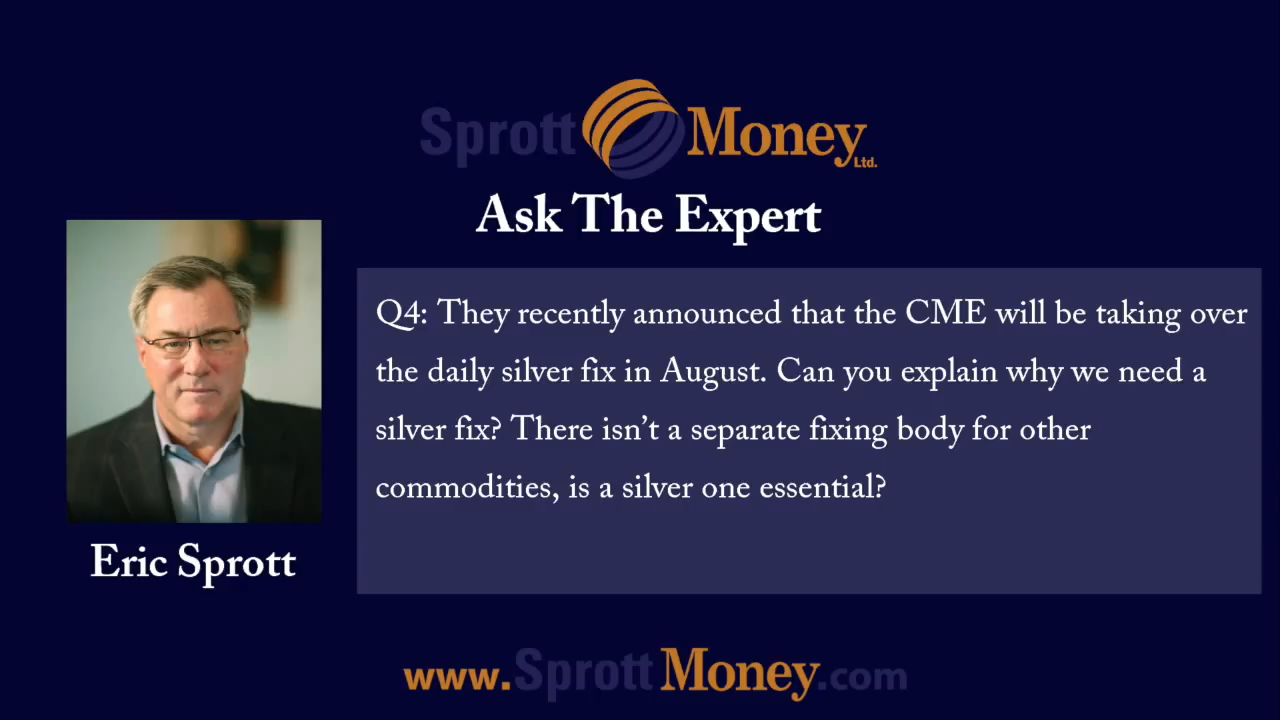 Sprott Money Ltd.
Ask The Expert
Q4: They recently announced that the CME will be taking over
the daily silver fix in August. Can you explain why we need a
silver fix? There isn’t a separate fixing body for other
commodities, is a silver one essential?
Eric Sprott
www.SprottMoney.com